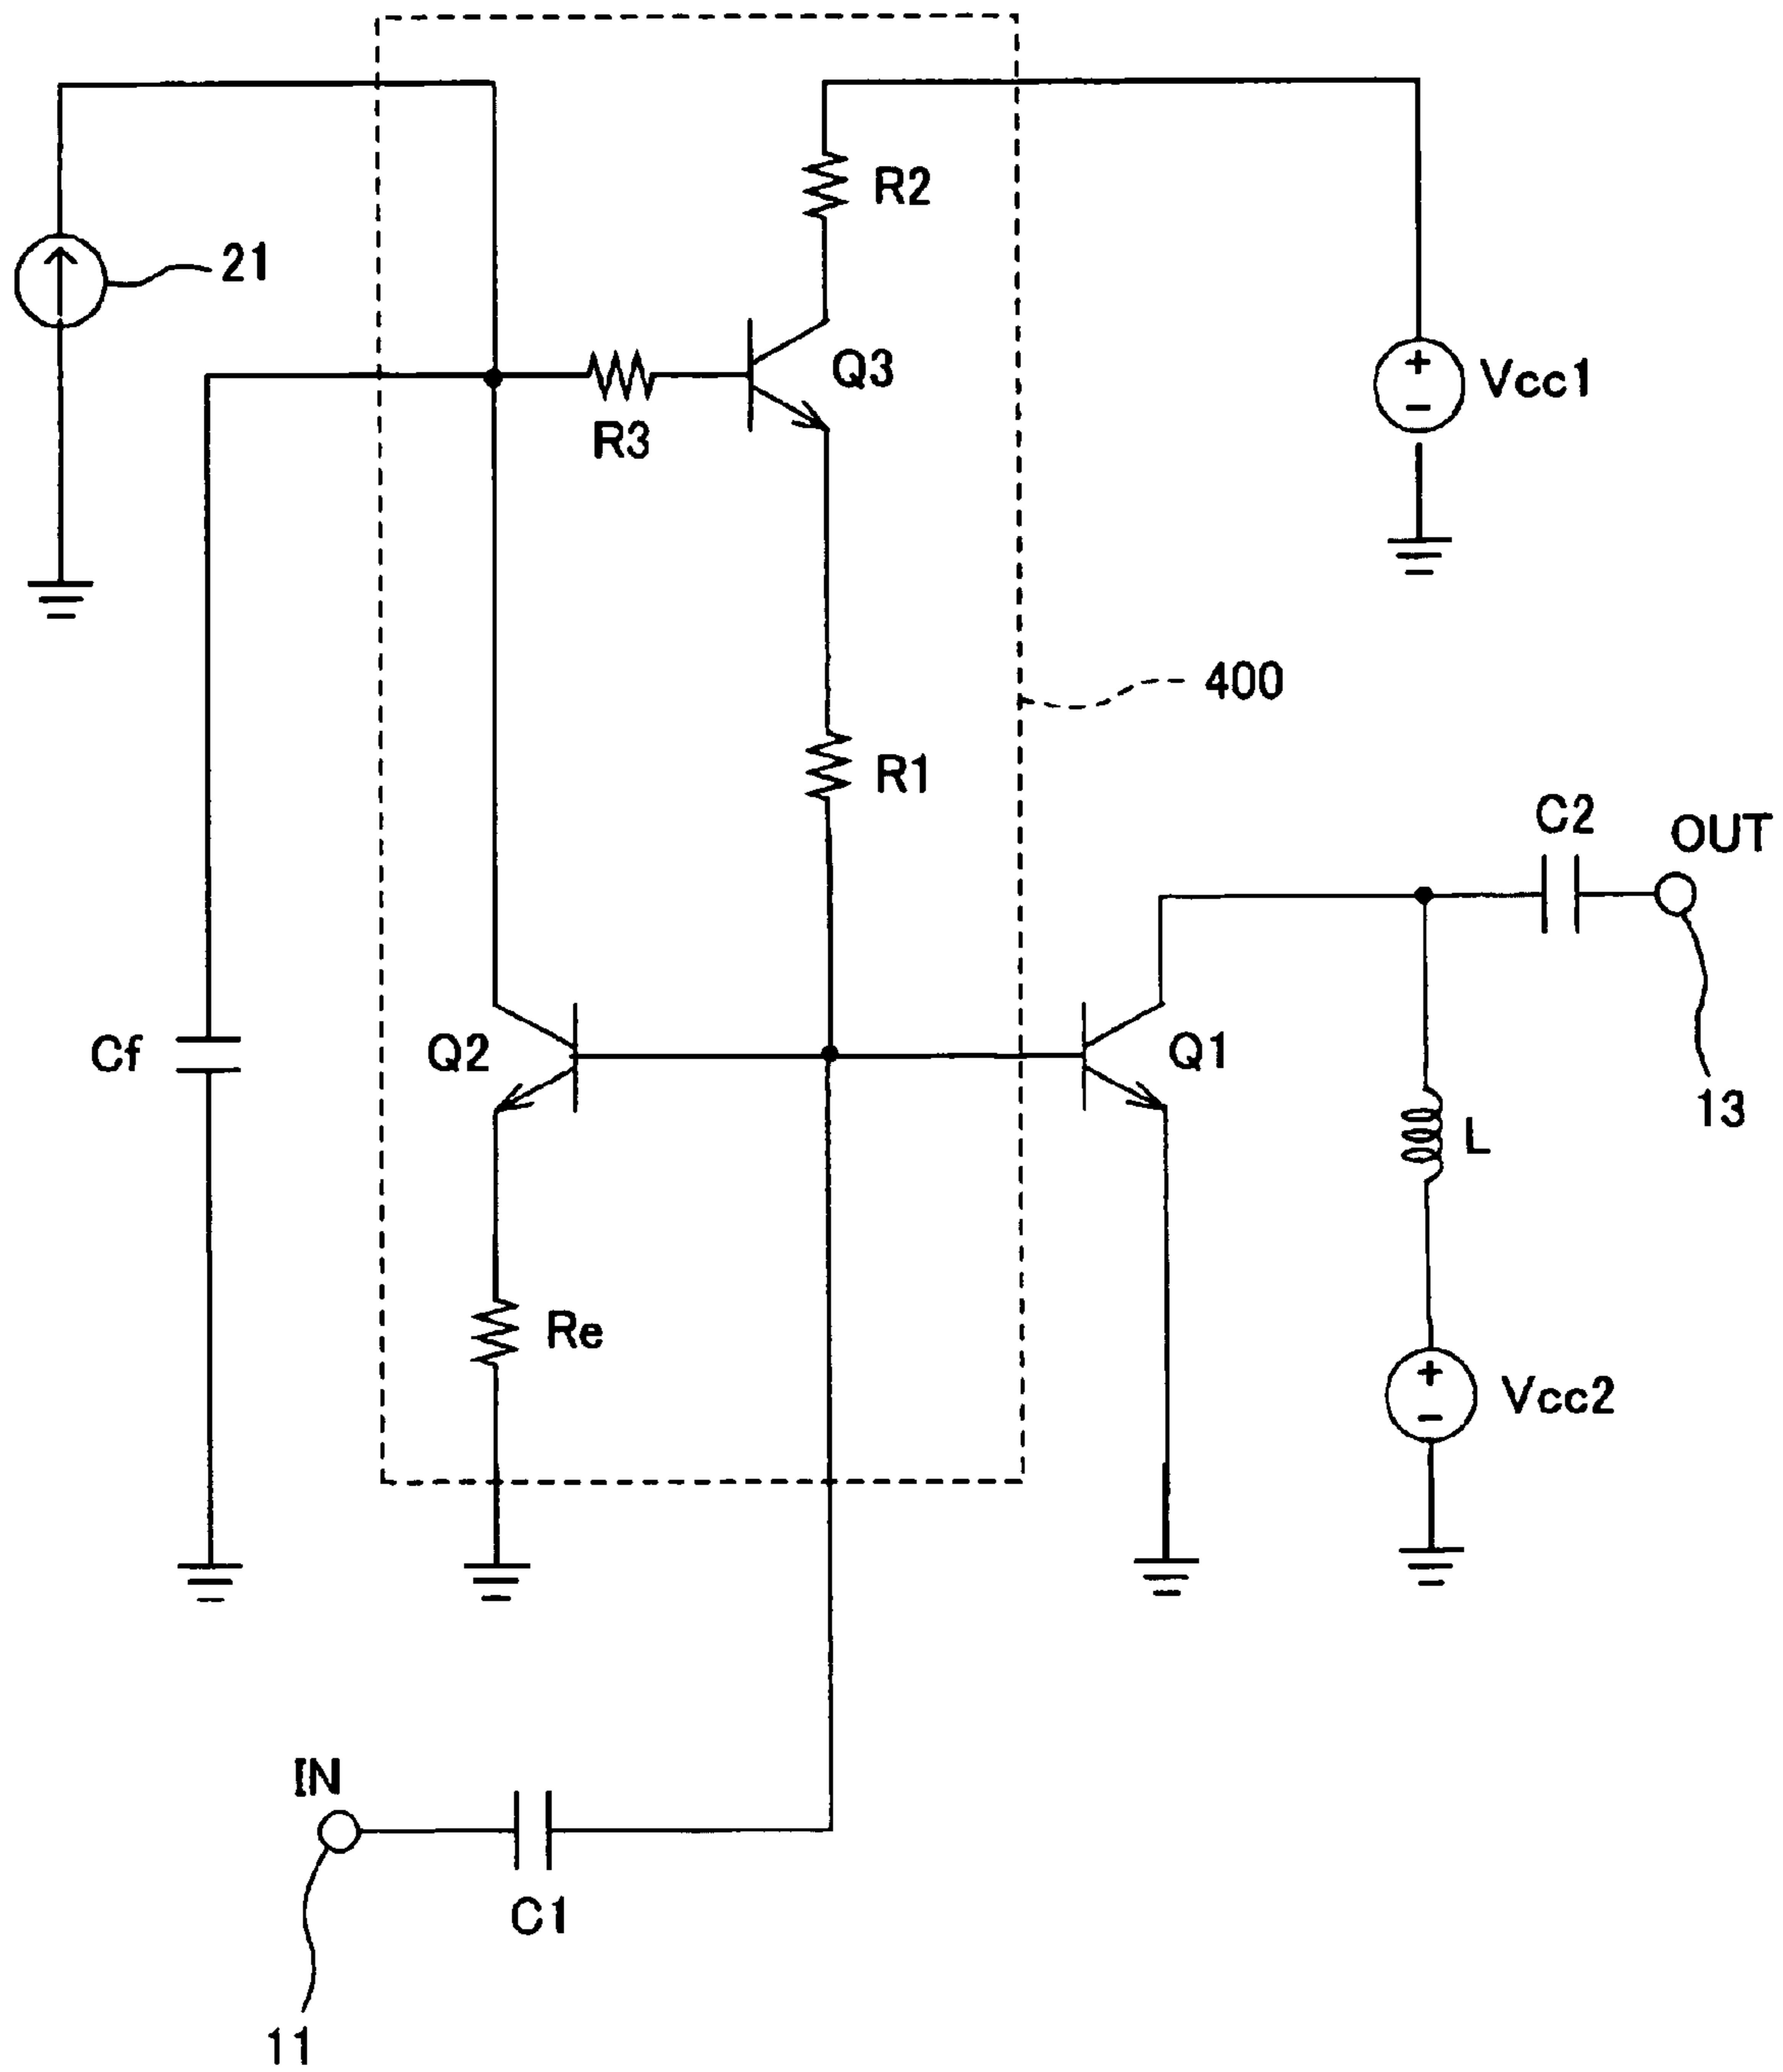 R2
21
Q3
Vcc1
R3
+
−
400
R1
C2
OUT
Cf
Q2
Q1
13
L
Re
+
−
Vcc2
IN
C1
11